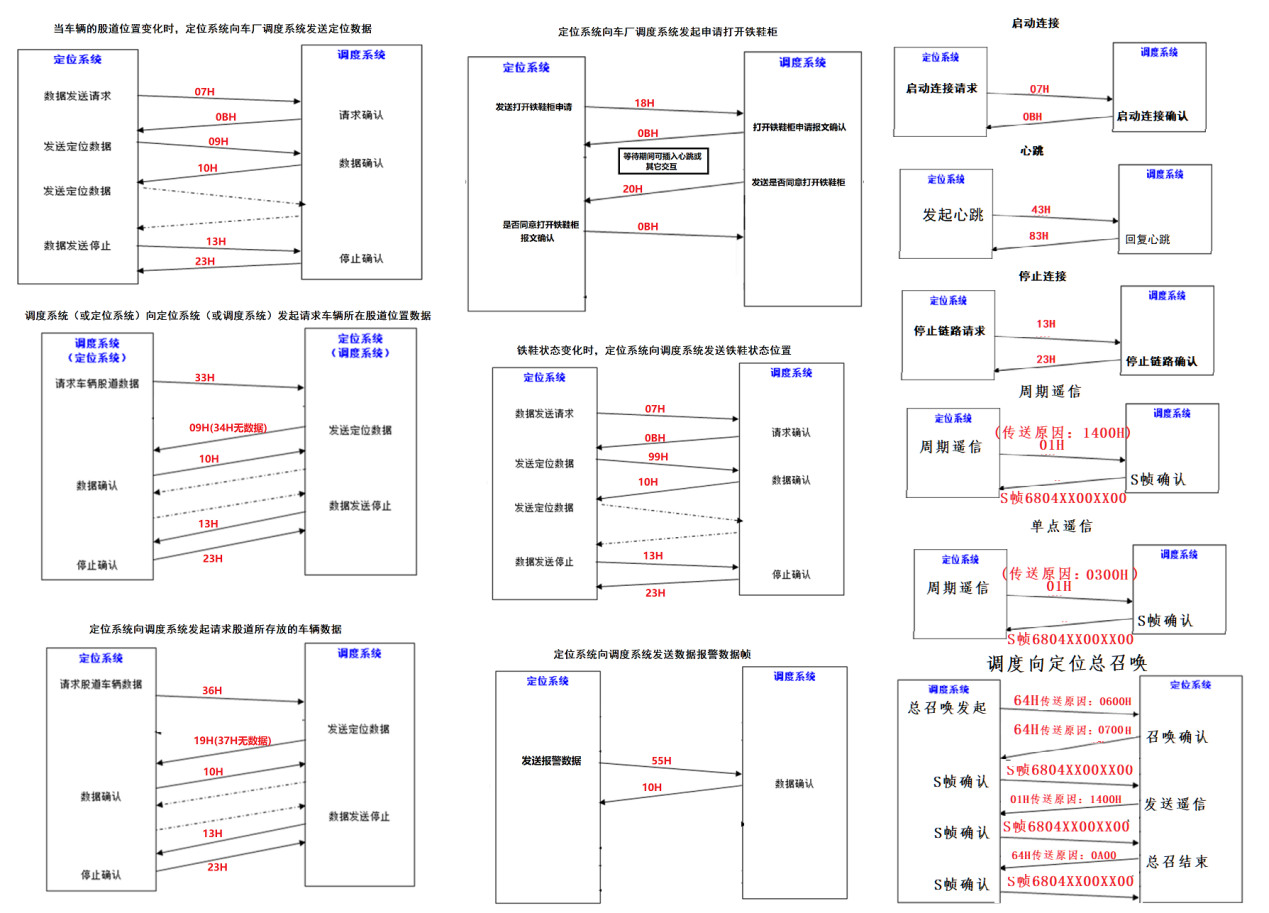 当车辆的股道位置变化时，定位系统向车厂调度系统发送定位数据
定位系统
调度系统
数据发送请求
07H
请求确认
0BH
发送定位数据
09H
数据确认
10H
发送定位数据
数据发送停止
13H
停止确认
23H
调度系统（或定位系统）向定位系统（或调度系统）发起请求车辆所在股道位置数据
调度系统
（定位系统）
定位系统
（调度系统）
请求车辆股道数据
33H
09H(34H无数据)
发送定位数据
10H
数据确认
数据发送停止
13H
23H
停止确认
定位系统向调度系统发起请求股道所存放的车辆数据
定位系统
调度系统
请求股道车辆数据
36H
发送定位数据
19H(37H无数据)
10H
数据确认
数据发送停止
13H
23H
停止确认
定位系统向车厂调度系统发起申请打开铁鞋柜
定位系统
调度系统
发送打开铁鞋柜申请
18H
打开铁鞋柜申请报文确认
0BH
等待期间可插入心跳或
其它交互
发送是否同意打开铁鞋柜
20H
是否同意打开铁鞋柜
报文确认
0BH
铁鞋状态变化时，定位系统向调度系统发送铁鞋状态位置
定位系统
调度系统
数据发送请求
07H
请求确认
0BH
发送定位数据
99H
数据确认
10H
发送定位数据
数据发送停止
13H
停止确认
23H
定位系统向调度系统发送数据报警数据帧
定位系统
调度系统
发送报警数据
55H
数据确认
10H
启动连接
定位系统
调度系统
启动连接请求
07H
0BH
启动连接确认
心跳
定位系统
调度系统
发起心跳
43H
83H
回复心跳
停止连接
定位系统
调度系统
停止链路请求
13H
23H
停止链路确认
周期遥信
定位系统
调度系统
(传送原因：1400H)
周期遥信
01H
S帧确认
S帧6804XX00XX00
单点遥信
定位系统
调度系统
(传送原因：0300H)
周期遥信
01H
S帧确认
S帧6804XX00XX00
调度向定位总召唤
调度系统
定位系统
总召唤发起
64H传送原因：0600H
64H传送原因：0700H
召唤确认
S帧6804XX00XX00
S帧确认
01H传送原因：1400H
发送遥信
S帧6804XX00XX00
S帧确认
64H传送原因：0A00
总召结束
S帧6804XX00XX00
S帧确认